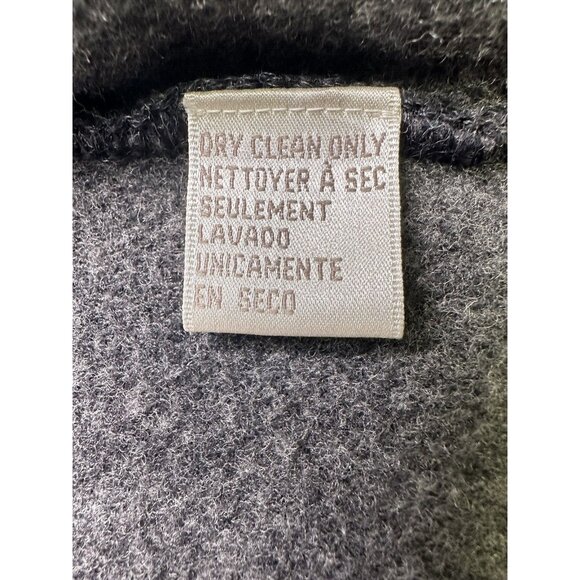 DRY CLEAN ONLY
NETTOYER À SEC
SEULEMENT
LAVADO
UNICAMENTE
EN SECO